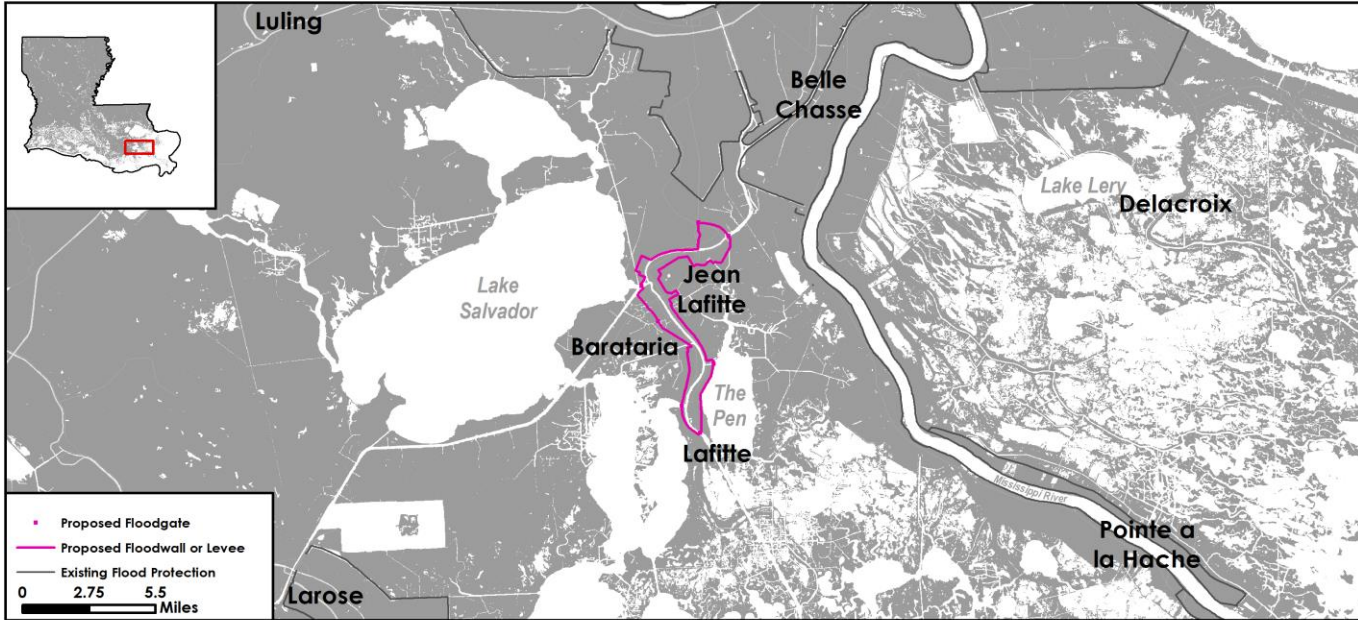 Luling
Belle
Chasse
Lake Lery
Delacroix
Lake
Salvador
Jean
Lafitte
Barataria
The
Pen
Lafitte
Mississippi River
Pointe a
la Hache
Larose
Proposed Floodgate
Proposed Floodwall or Levee
Existing Flood Protection
0 2.75 5.5
Miles